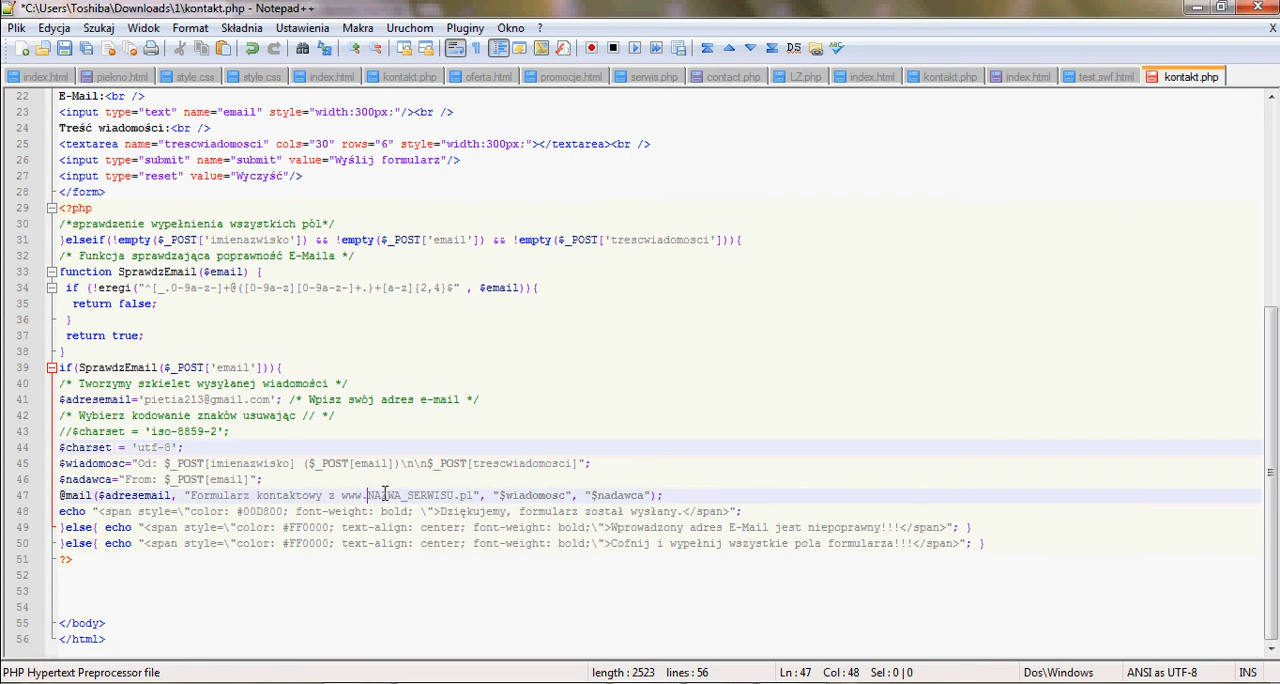 *C:\Users\Toshiba\Downloads\1\kontakt.php - Notepad++
Plik Edycja Szukaj Widok Format Składnia Ustawienia Makra Uruchom Pluginy Okno ? X
index.html piekno.html style.css style.css index.html kontakt.php oferta.html promocje.html serwis.php contact.php LZ.php index.html kontakt.php index.html test.swf.html kontakt.php
22 E-Mail:<br />
23 <input type="text" name="email" style="width:300px;"/><br />
24 Treść wiadomości:<br />
25 <textarea name="trescwiadomosci" cols="30" rows="6" style="width:300px;"></textarea><br />
26 <input type="submit" name="submit" value="Wyślij formularz"/>
27 <input type="reset" value="Wyczyść"/>
28 </form>
29 <?php
30 /*sprawdzenie wypełnienia wszystkich pól*/
31 }elseif(!empty($_POST['imienazwisko']) && !empty($_POST['email']) && !empty($_POST['trescwiadomosci'])){
32 /* Funkcja sprawdzająca poprawność E-Maila */
33 function SprawdzEmail($email) {
34 if (!eregi("^[_.0-9a-z-]+@([0-9a-z][0-9a-z-]+.)+[a-z]{2,4}$" , $email)){
35 return false;
36 }
37 return true;
38 }
39 if(SprawdzEmail($_POST['email'])){
40 /* Tworzymy szkielet wysyłanej wiadomości */
41 $adresemail='pietia213@gmail.com'; /* Wpisz swój adres e-mail */
42 /* Wybierz kodowanie znaków usuwając // */
43 //$charset = 'iso-8859-2';
44 $charset = 'utf-8';
45 $wiadomosc="Od: $_POST[imienazwisko] ($_POST[email])\n\n$_POST[trescwiadomosci]";
46 $nadawca="From: $_POST[email]";
47 @mail($adresemail, "Formularz kontaktowy z www.NAZWA_SERWISU.pl", "$wiadomosc", "$nadawca");
48 echo "<span style=\"color: #00D800; font-weight: bold; \">Dziękujemy, formularz został wysłany.</span>";
49 }else{ echo "<span style=\"color: #FF0000; text-align: center; font-weight: bold;\">Wprowadzony adres E-Mail jest niepoprawny!!!</span>"; }
50 }else{ echo "<span style=\"color: #FF0000; text-align: center; font-weight: bold;\">Cofnij i wypełnij wszystkie pola formularza!!!</span>"; }
51 ?>
52
53
54
55 </body>
56 </html>
PHP Hypertext Preprocessor file length : 2523 lines : 56 Ln : 47 Col : 48 Sel : 0 | 0 Dos\Windows ANSI as UTF-8 INS